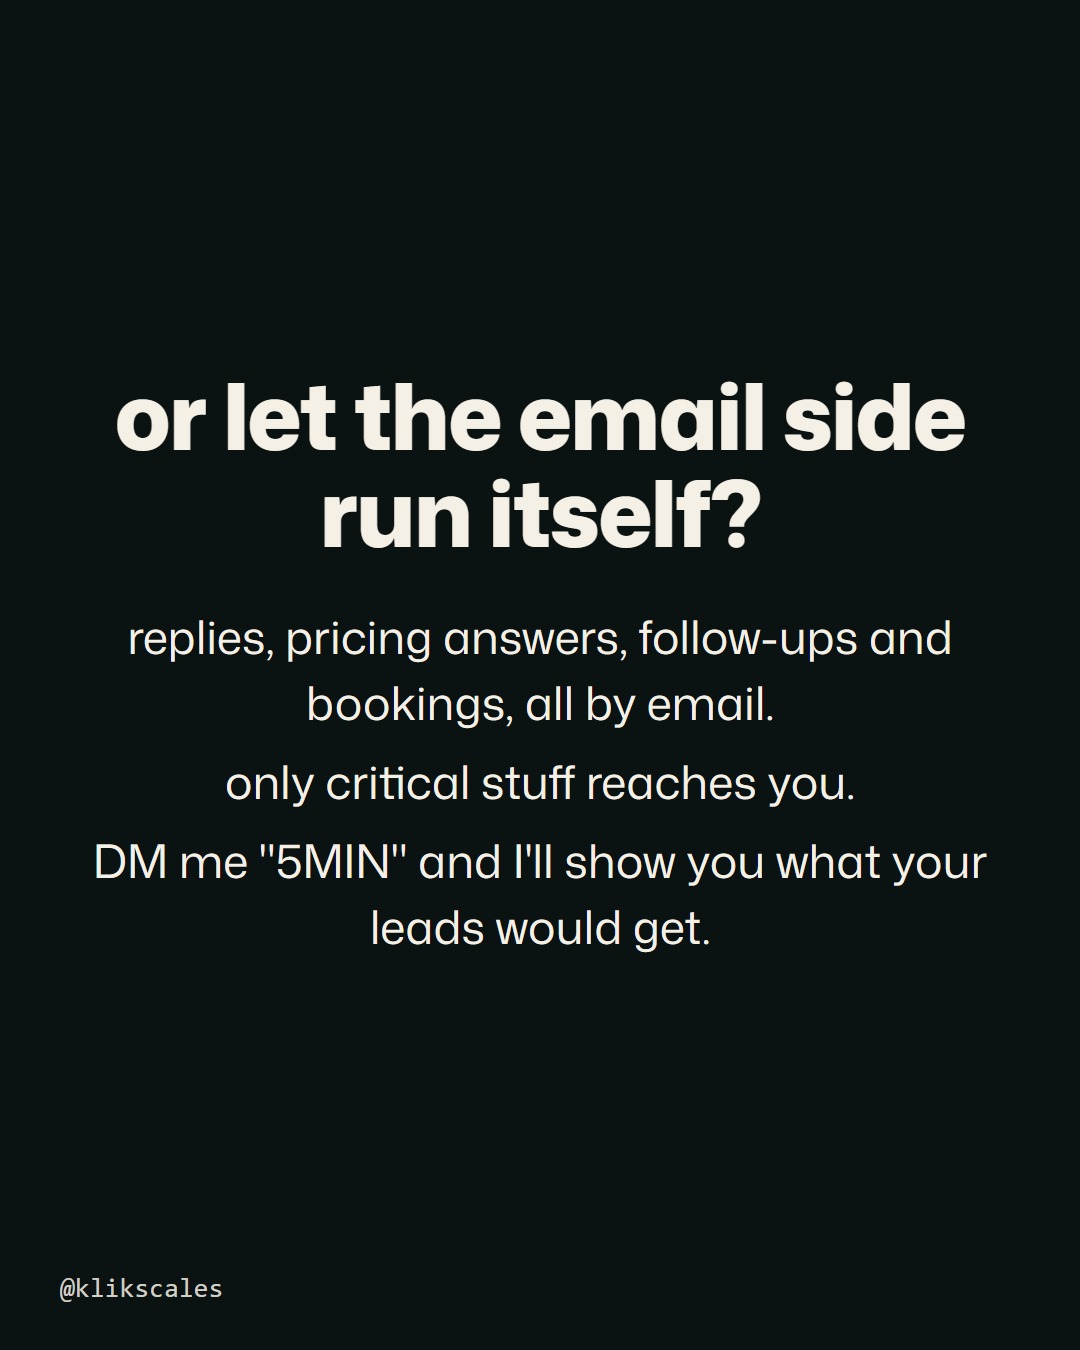 or let the email side
run itself?
replies, pricing answers, follow-ups and
bookings, all by email.
only critical stuff reaches you.
DM me "5MIN" and I'll show you what your
leads would get.
@klikscales